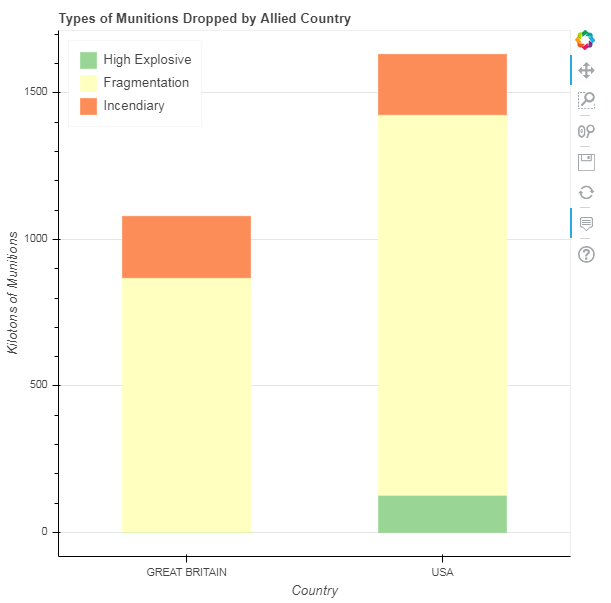 Types of Munitions Dropped by Allied Country
High Explosive
Fragmentation
Incendiary
1500
1000
500
0
Kilotons of Munitions
GREAT BRITAIN
USA
Country